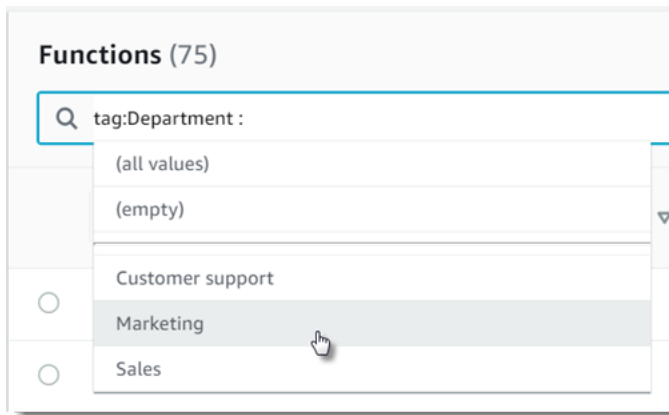 Functions (75)
tag:Department :
(all values)
(empty)
Customer support
Marketing
Sales